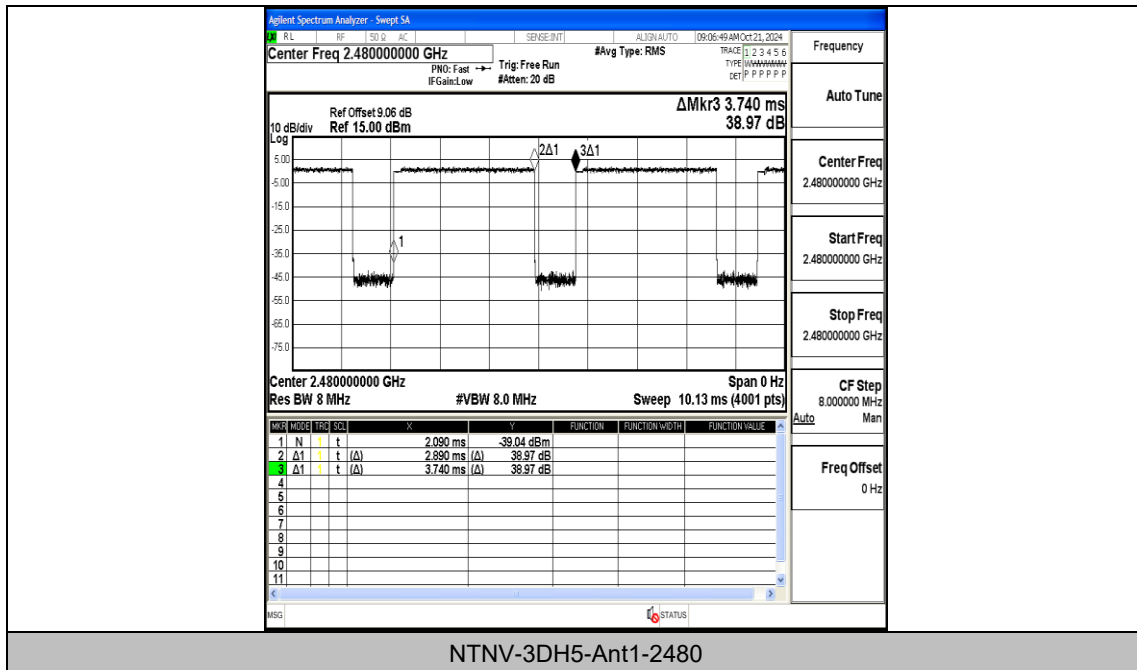 Agilent Spectrum Analyzer - Swept SA
RL RF 50 Ω AC SENSE:INT ALIGN AUTO 09:06:49 AM Oct 21, 2024
Center Freq 2.480000000 GHz
#Avg Type: RMS
TRACE 1 2 3 4 5 6
TYPE
DET P P P P P P
PNO: Fast
IFGain:Low
Trig: Free Run
#Atten: 20 dB
ΔMkr3 3.740 ms
38.97 dB
Ref Offset 9.06 dB
10 dB/div Ref 15.00 dBm
Log
5.00
-5.00
-15.0
-25.0
-35.0
-45.0
-55.0
-65.0
-75.0
1
2Δ1
3Δ1
Center 2.480000000 GHz Span 0 Hz
Res BW 8 MHz #VBW 8.0 MHz Sweep 10.13 ms (4001 pts)
MKR MODE TRC SCL X Y FUNCTION FUNCTION WIDTH FUNCTION VALUE
1 N 1 t 2.090 ms -39.04 dBm
2 Δ1 1 t (Δ) 2.890 ms (Δ) 38.97 dB
3 Δ1 1 t (Δ) 3.740 ms (Δ) 38.97 dB
4
5
6
7
8
9
10
11
MSG STATUS
Frequency
Auto Tune
Center Freq
2.480000000 GHz
Start Freq
2.480000000 GHz
Stop Freq
2.480000000 GHz
CF Step
8.000000 MHz
Auto Man
Freq Offset
0 Hz
NTNV-3DH5-Ant1-2480